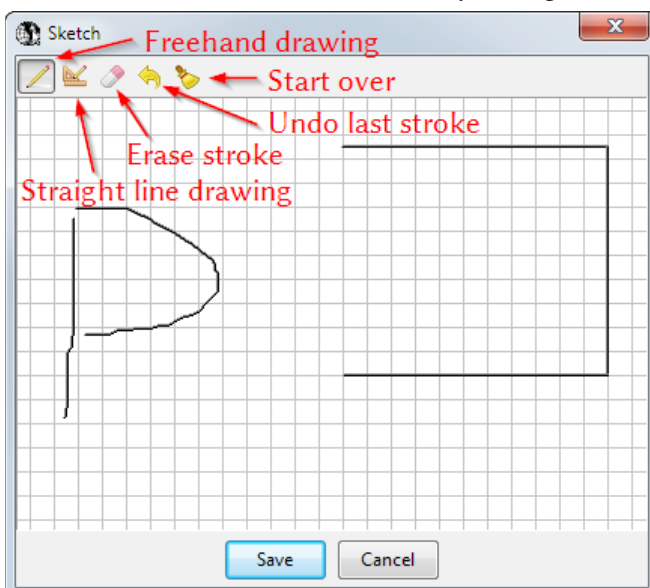 Sketch
Freehand drawing
Start over
Undo last stroke
Erase stroke
Straight line drawing
Save
Cancel